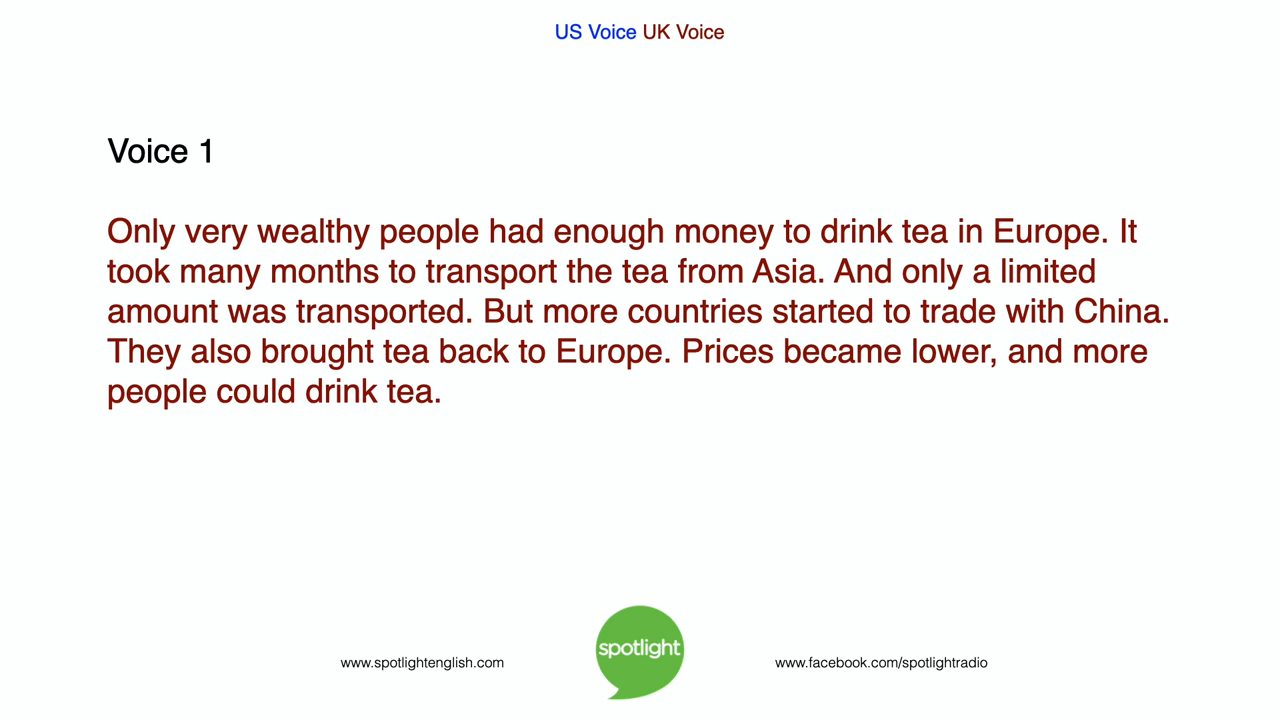 US Voice UK Voice
Voice 1
Only very wealthy people had enough money to drink tea in Europe. It
took many months to transport the tea from Asia. And only a limited
amount was transported. But more countries started to trade with China.
They also brought tea back to Europe. Prices became lower, and more
people could drink tea.
www.spotlightenglish.com
spotlight
www.facebook.com/spotlightradio